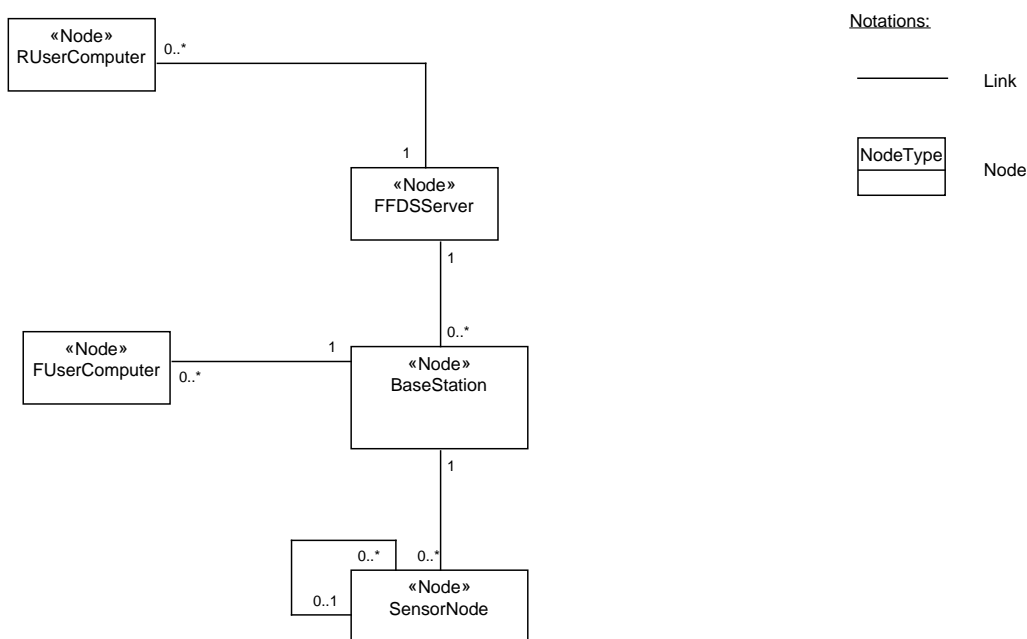 «Node»
RUserComputer
0..*
Notations:
Link
NodeType
Node
1
«Node»
FFDSServer
1
0..*
«Node»
FUserComputer
0..*
1
«Node»
BaseStation
1
0..*
0..*
0..1
«Node»
SensorNode